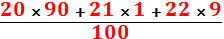 20 × 90 + 21 × 1 + 22 × 9
100